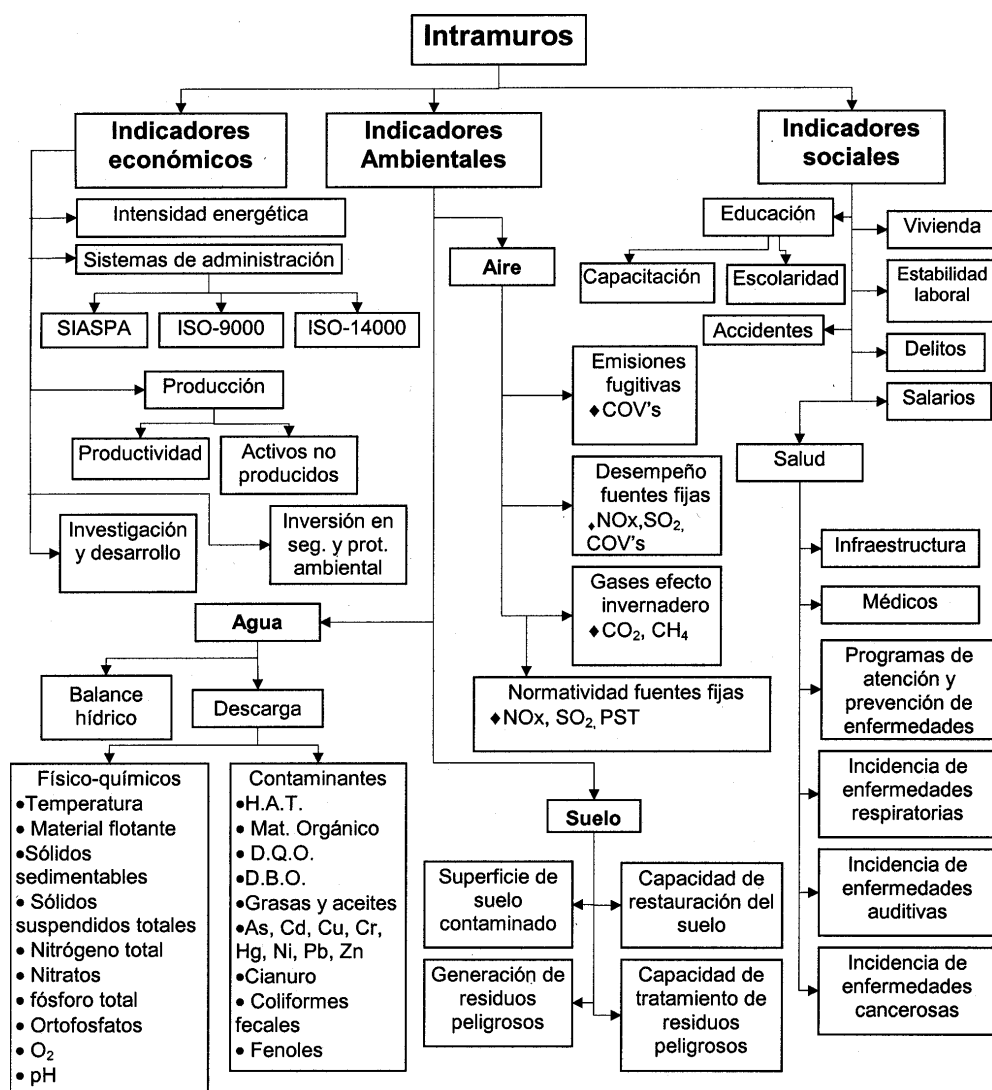 Intramuros
Indicadores
económicos
Intensidad energética
Sistemas de administración
SIASPA
ISO-9000
ISO-14000
Producción
Productividad
Activos no
producidos
Investigación
y desarrollo
Inversión en
seg. y prot.
ambiental
Indicadores
Ambientales
Aire
Emisiones
fugitivas
♦COV's
Desempeño
fuentes fijas
♦NOx,SO₂,
COV's
Gases efecto
invernadero
♦CO₂, CH₄
Normatividad fuentes fijas
♦NOx, SO₂, PST
Agua
Balance
hídrico
Descarga
Físico-químicos
•Temperatura
• Material flotante
•Sólidos
sedimentables
• Sólidos
suspendidos totales
• Nitrógeno total
• Nitratos
• fósforo total
• Ortofosfatos
• O₂
• pH
Contaminantes
•H.A.T.
• Mat. Orgánico
• D.Q.O.
•D.B.O.
•Grasas y aceites
•As, Cd, Cu, Cr,
Hg, Ni, Pb, Zn
•Cianuro
• Coliformes
fecales
• Fenoles
Suelo
Superficie de
suelo
contaminado
Capacidad de
restauración del
suelo
Generación de
residuos
peligrosos
Capacidad de
tratamiento de
residuos
peligrosos
Indicadores
sociales
Educación
Capacitación
Escolaridad
Vivienda
Estabilidad
laboral
Accidentes
Delitos
Salarios
Salud
Infraestructura
Médicos
Programas de
atención y
prevención de
enfermedades
Incidencia de
enfermedades
respiratorias
Incidencia de
enfermedades
auditivas
Incidencia de
enfermedades
cancerosas